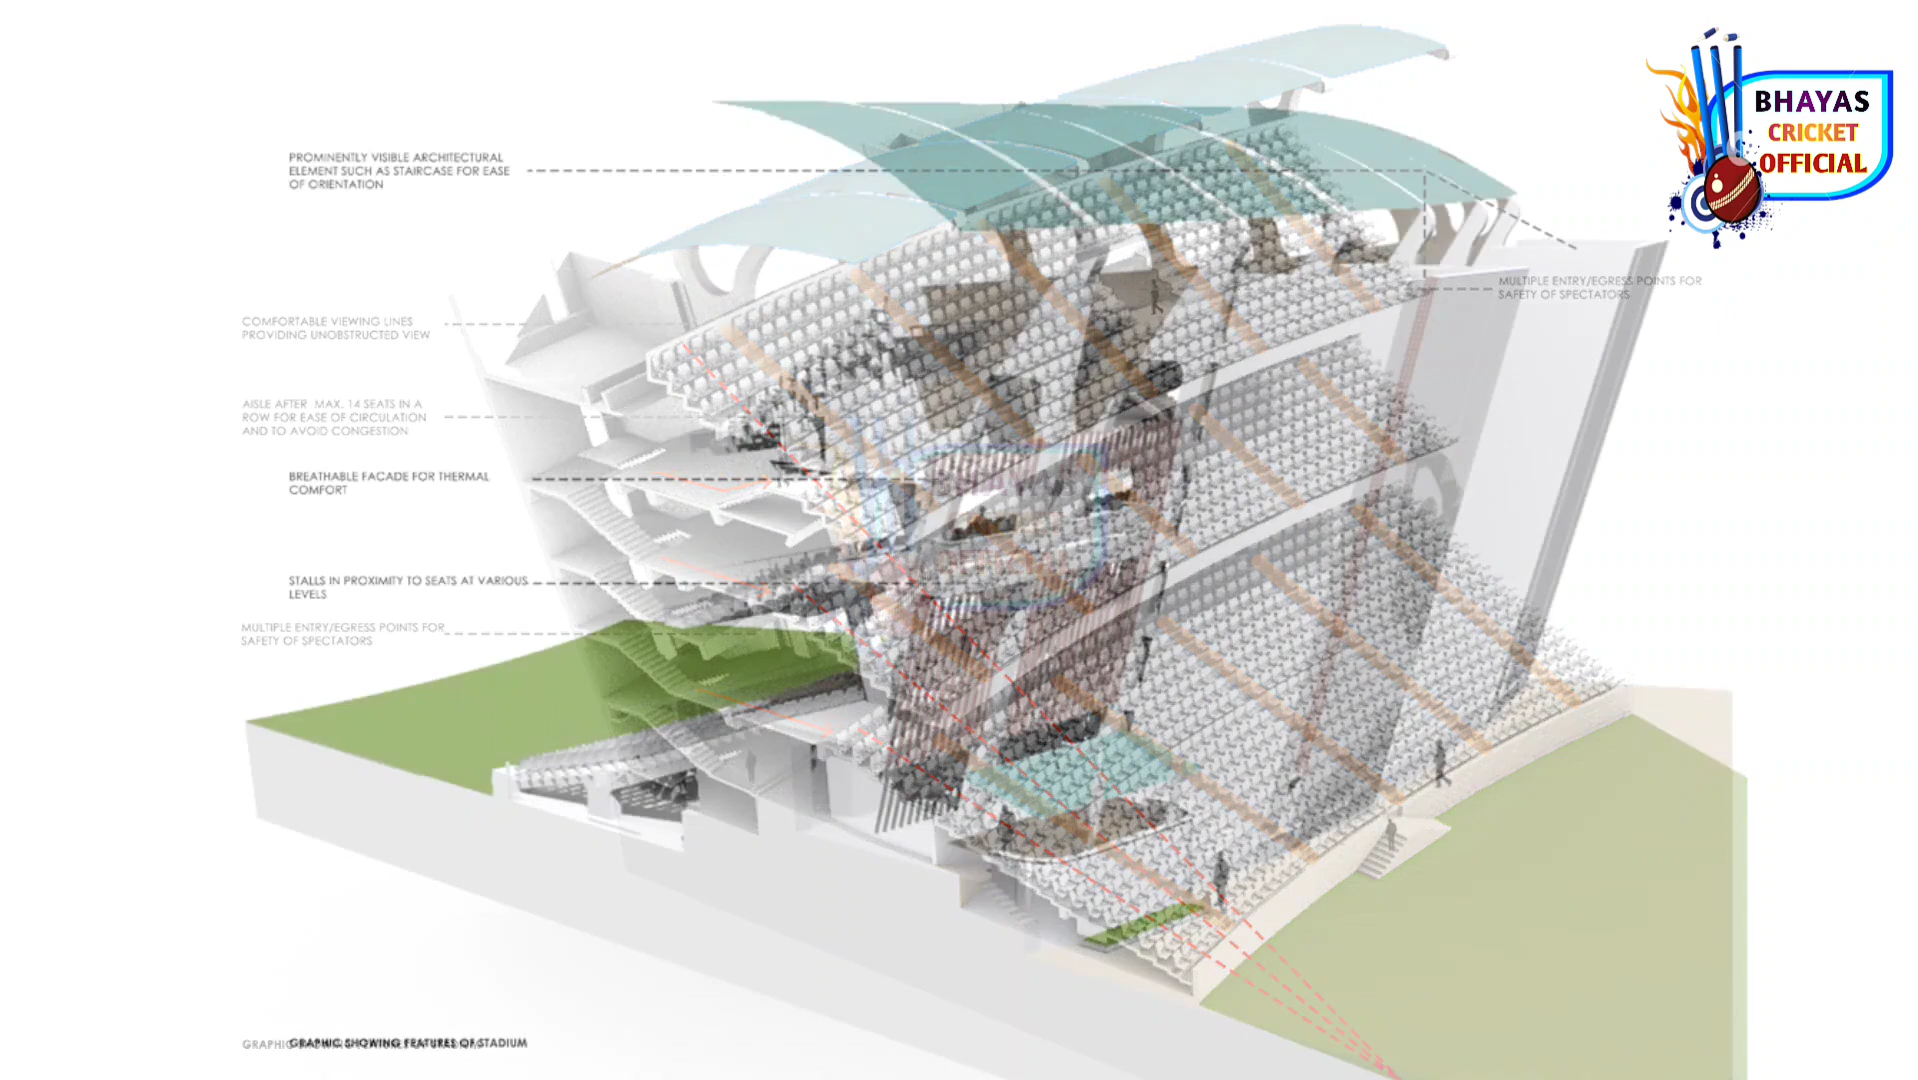 BHAYAS
CRICKET
OFFICIAL
PROMINENTLY VISIBLE ARCHITECTURAL
ELEMENT SUCH AS STAIRCASE FOR EASE
OF ORIENTATION
MULTIPLE ENTRY/EGRESS POINTS FOR
SAFETY OF SPECTATORS
COMFORTABLE VIEWING LINES
PROVIDING UNOBSTRUCTED VIEW
AISLE AFTER MAX. 14 SEATS IN A
ROW FOR EASE OF CIRCULATION
AND TO AVOID CONGESTION
BREATHABLE FACADE FOR THERMAL
COMFORT
STALLS IN PROXIMITY TO SEATS AT VARIOUS
LEVELS
MULTIPLE ENTRY/EGRESS POINTS FOR
SAFETY OF SPECTATORS
GRAPHIC SHOWING FEATURES OF STADIUM